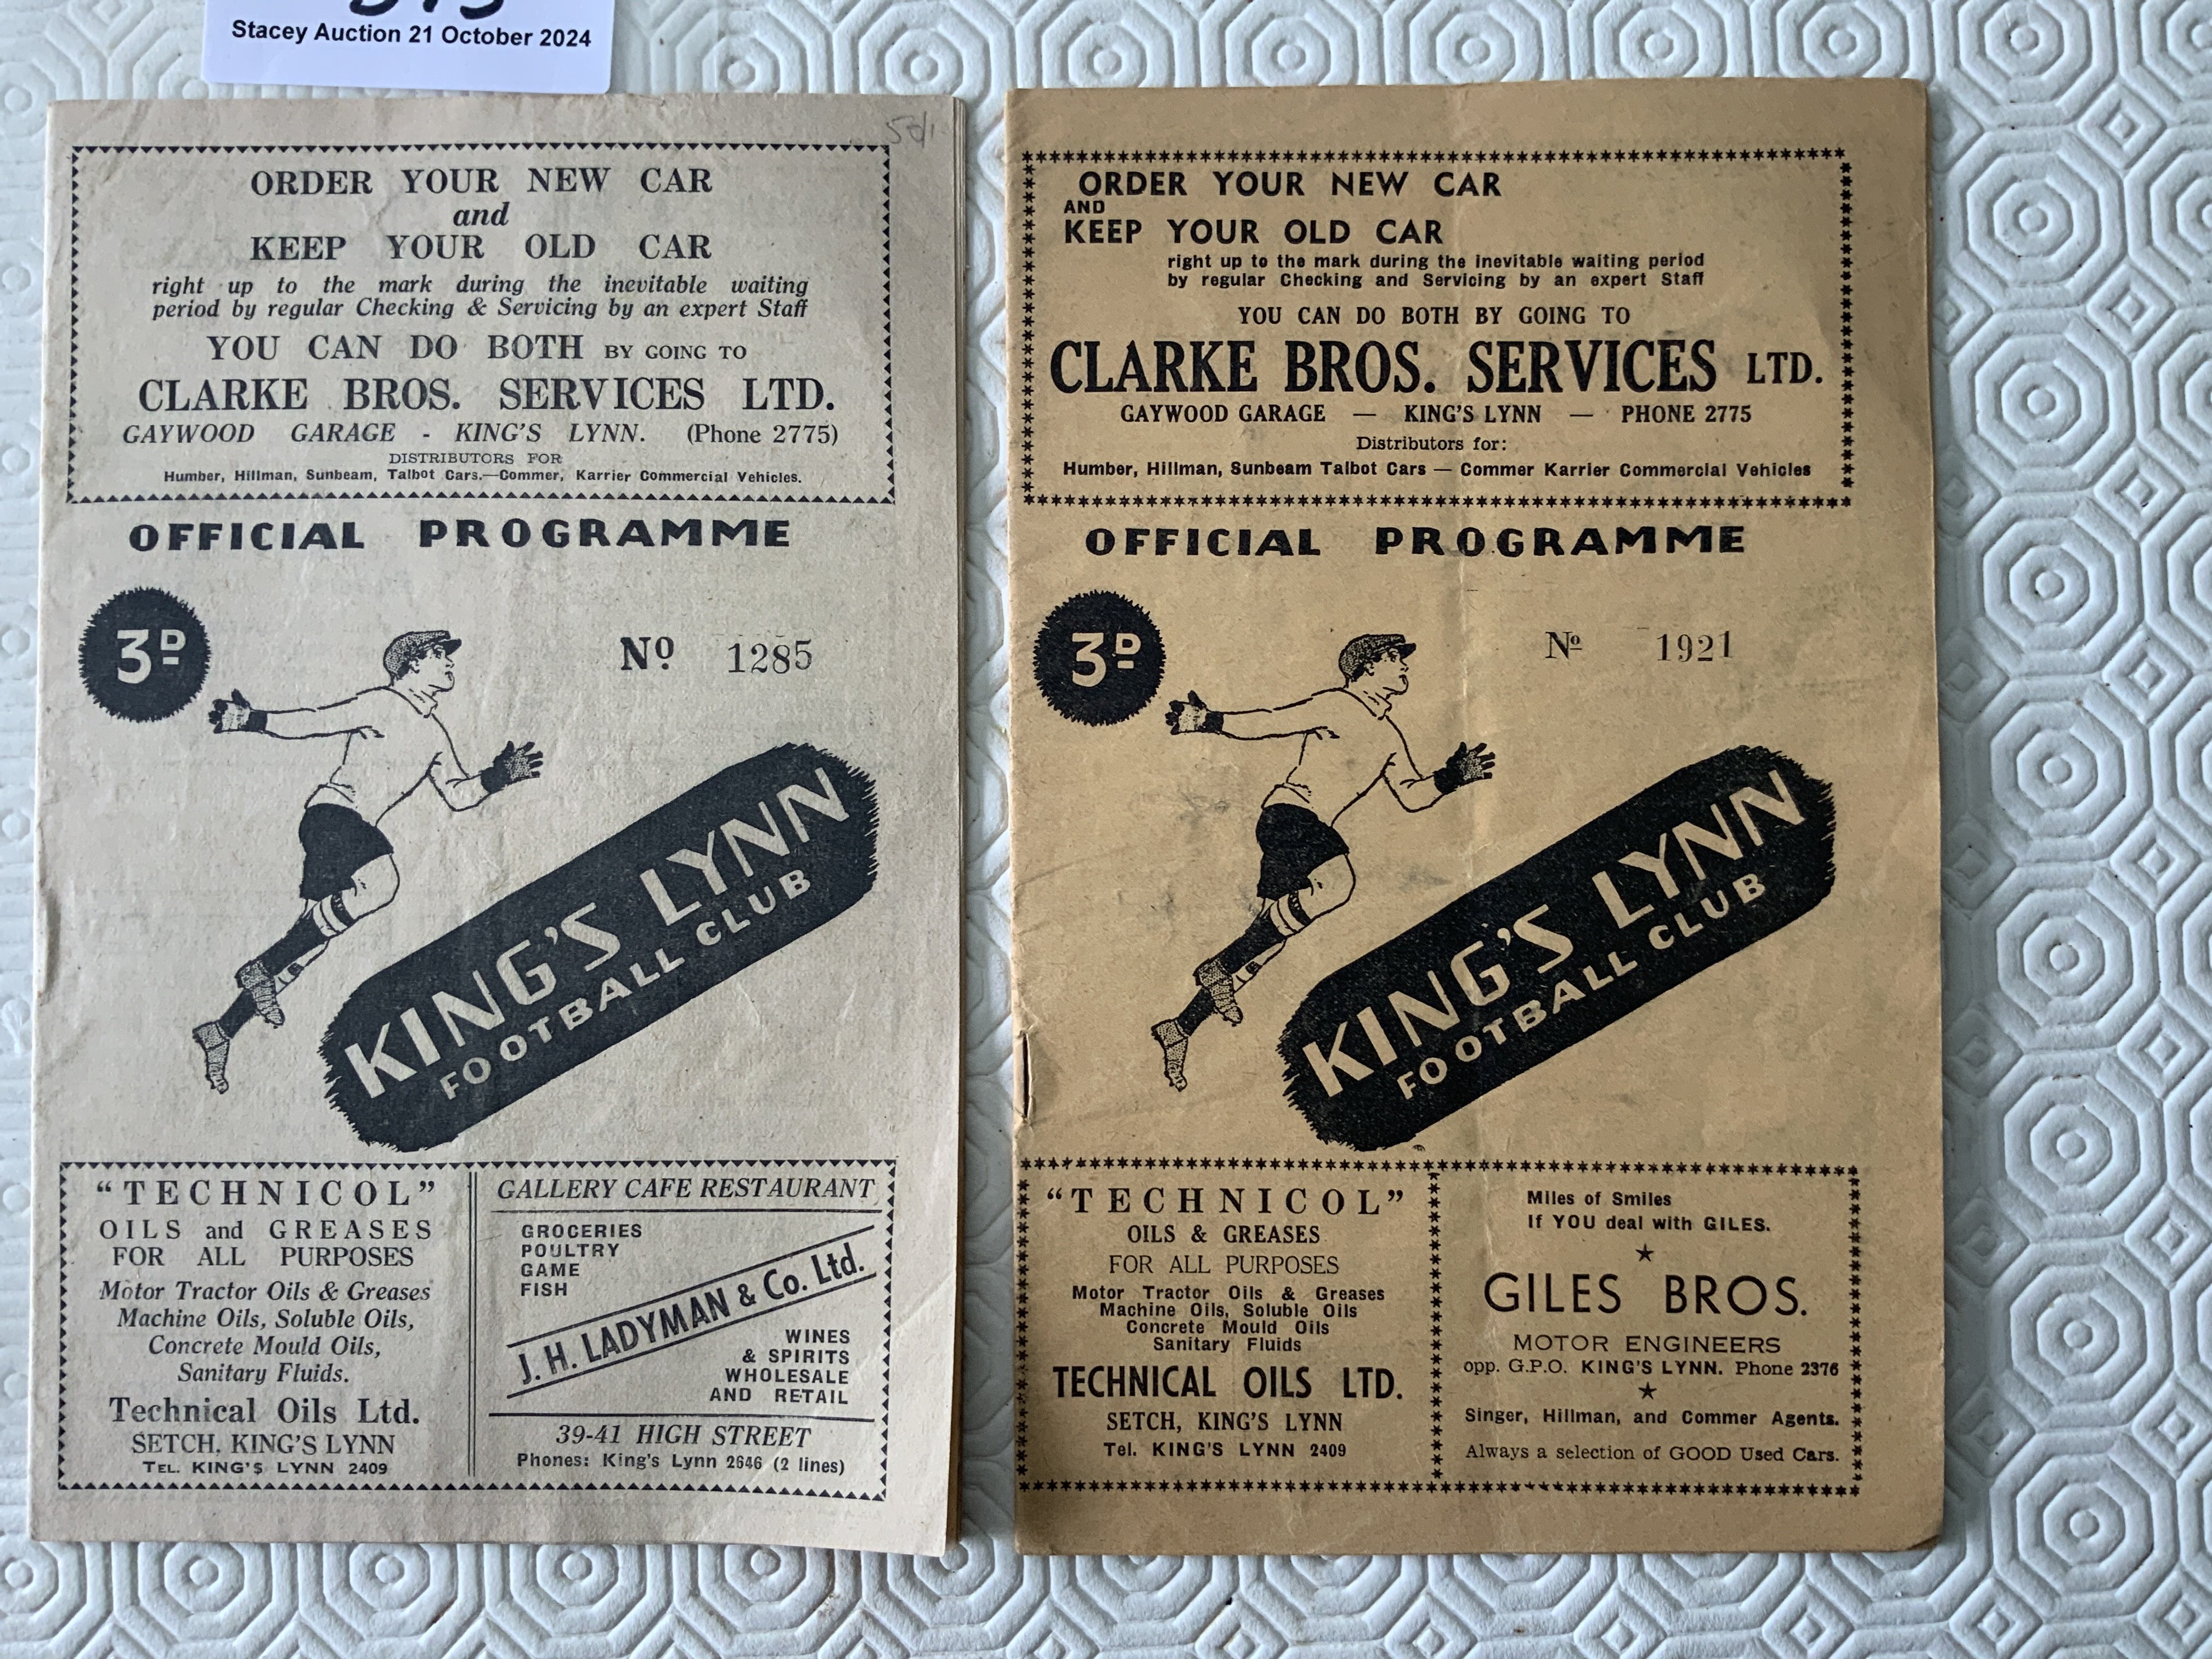 Stacey Auction 21 October 2024
ORDER YOUR NEW CAR
and
KEEP YOUR OLD CAR
right up to the mark during the inevitable waiting
period by regular Checking & Servicing by an expert Staff
YOU CAN DO BOTH BY GOING TO
CLARKE BROS. SERVICES LTD.
GAYWOOD GARAGE - KING'S LYNN. (Phone 2775)
DISTRIBUTORS FOR
Humber, Hillman, Sunbeam, Talbot Cars.—Commer, Karrier Commercial Vehicles.
OFFICIAL PROGRAMME
3D
Nº 1285
KING'S LYNN
FOOTBALL CLUB
"TECHNICOL"
OILS and GREASES
FOR ALL PURPOSES
Motor Tractor Oils & Greases
Machine Oils, Soluble Oils,
Concrete Mould Oils,
Sanitary Fluids.
Technical Oils Ltd.
SETCH, KING'S LYNN
TEL. KING'S LYNN 2409
GALLERY CAFE RESTAURANT
GROCERIES
POULTRY
GAME
FISH
J. H. LADYMAN & Co. Ltd.
WINES
& SPIRITS
WHOLESALE
AND RETAIL
39-41 HIGH STREET
Phones: King's Lynn 2646 (2 lines)
ORDER YOUR NEW CAR
AND
KEEP YOUR OLD CAR
right up to the mark during the inevitable waiting period
by regular Checking and Servicing by an expert Staff
YOU CAN DO BOTH BY GOING TO
CLARKE BROS. SERVICES LTD.
GAYWOOD GARAGE — KING'S LYNN — PHONE 2775
Distributors for:
Humber, Hillman, Sunbeam Talbot Cars — Commer Karrier Commercial Vehicles
OFFICIAL PROGRAMME
3D
Nº 1921
KING'S LYNN
FOOTBALL CLUB
"TECHNICOL"
OILS & GREASES
FOR ALL PURPOSES
Motor Tractor Oils & Greases
Machine Oils, Soluble Oils
Concrete Mould Oils
Sanitary Fluids
TECHNICAL OILS LTD.
SETCH, KING'S LYNN
Tel. KING'S LYNN 2409
Miles of Smiles
If YOU deal with GILES.
GILES BROS.
MOTOR ENGINEERS
opp. G.P.O. KING'S LYNN. Phone 2376
Singer, Hillman, and Commer Agents.
Always a selection of GOOD Used Cars.